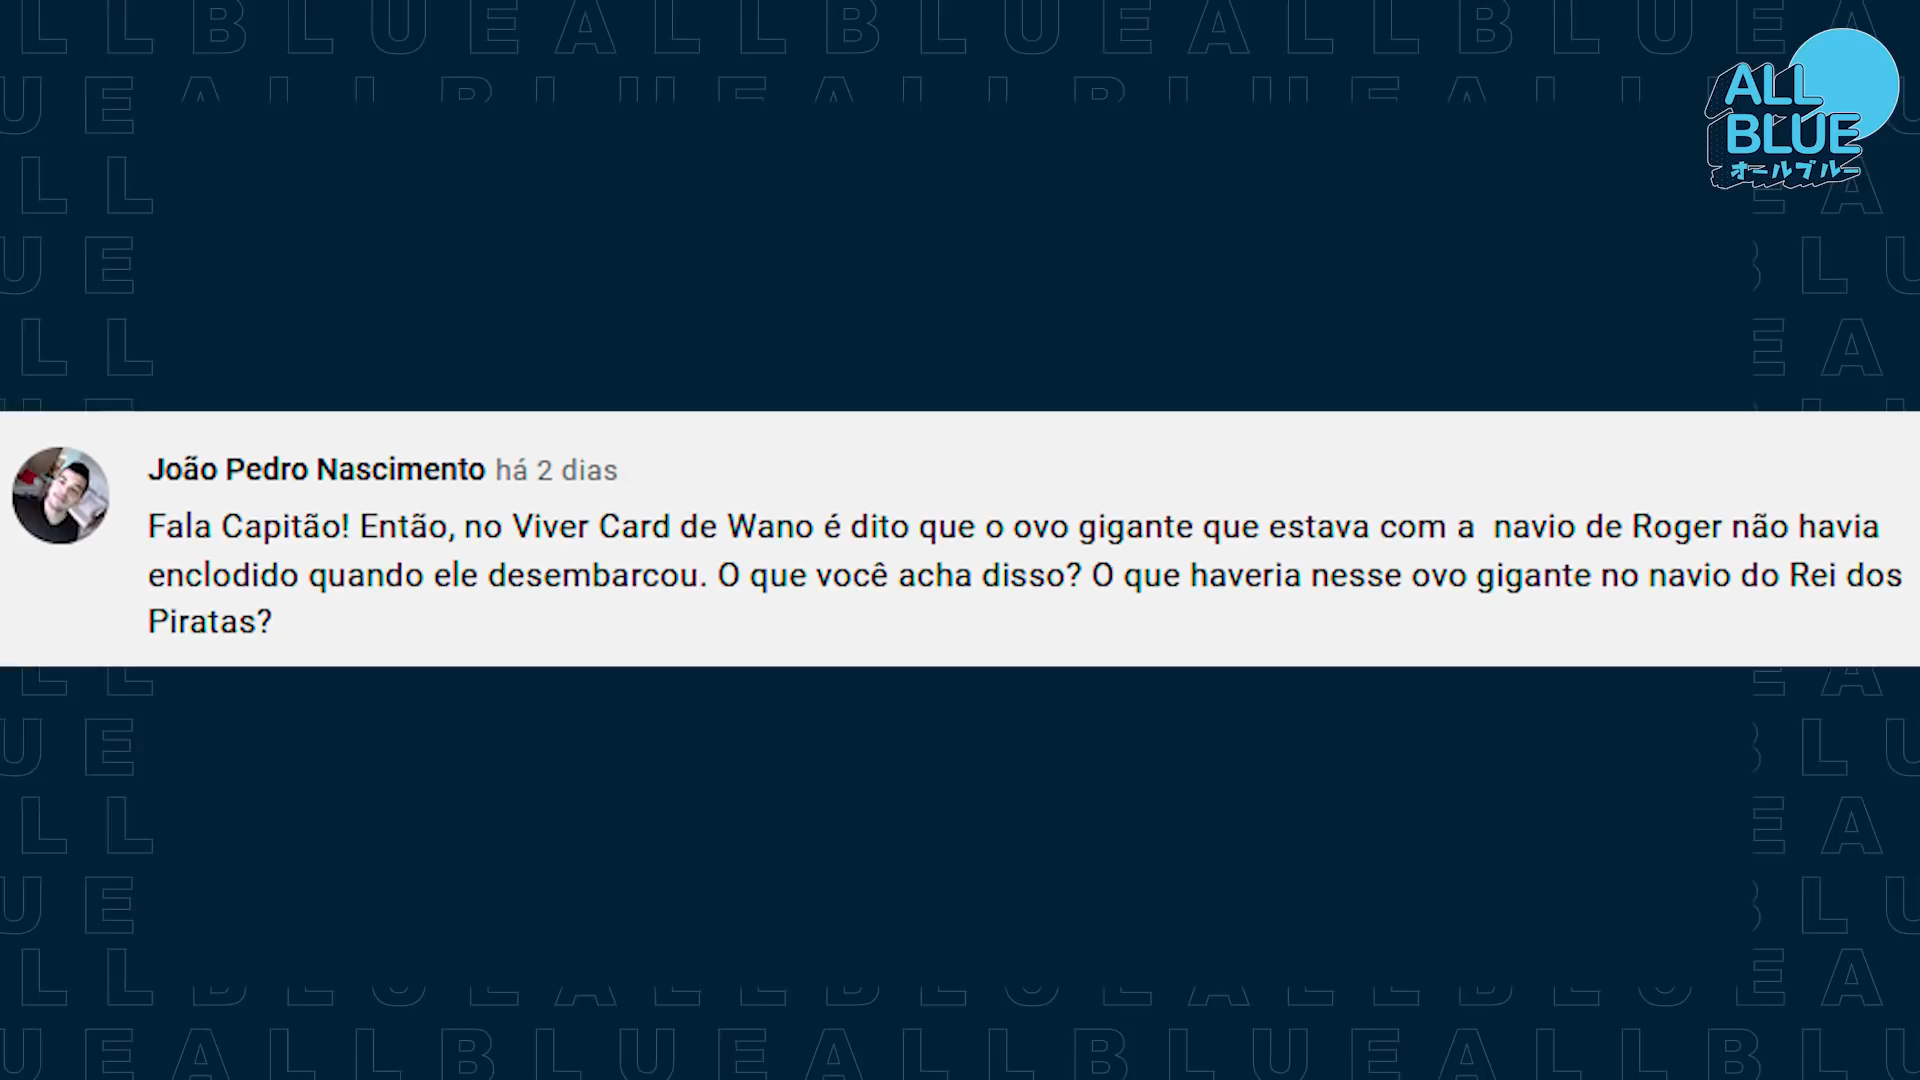 ALL
BLUE
オールブルー
João Pedro Nascimento há 2 dias
Fala Capitão! Então, no Viver Card de Wano é dito que o ovo gigante que estava com a  navio de Roger não havia
enclodido quando ele desembarcou. O que você acha disso? O que haveria nesse ovo gigante no navio do Rei dos
Piratas?